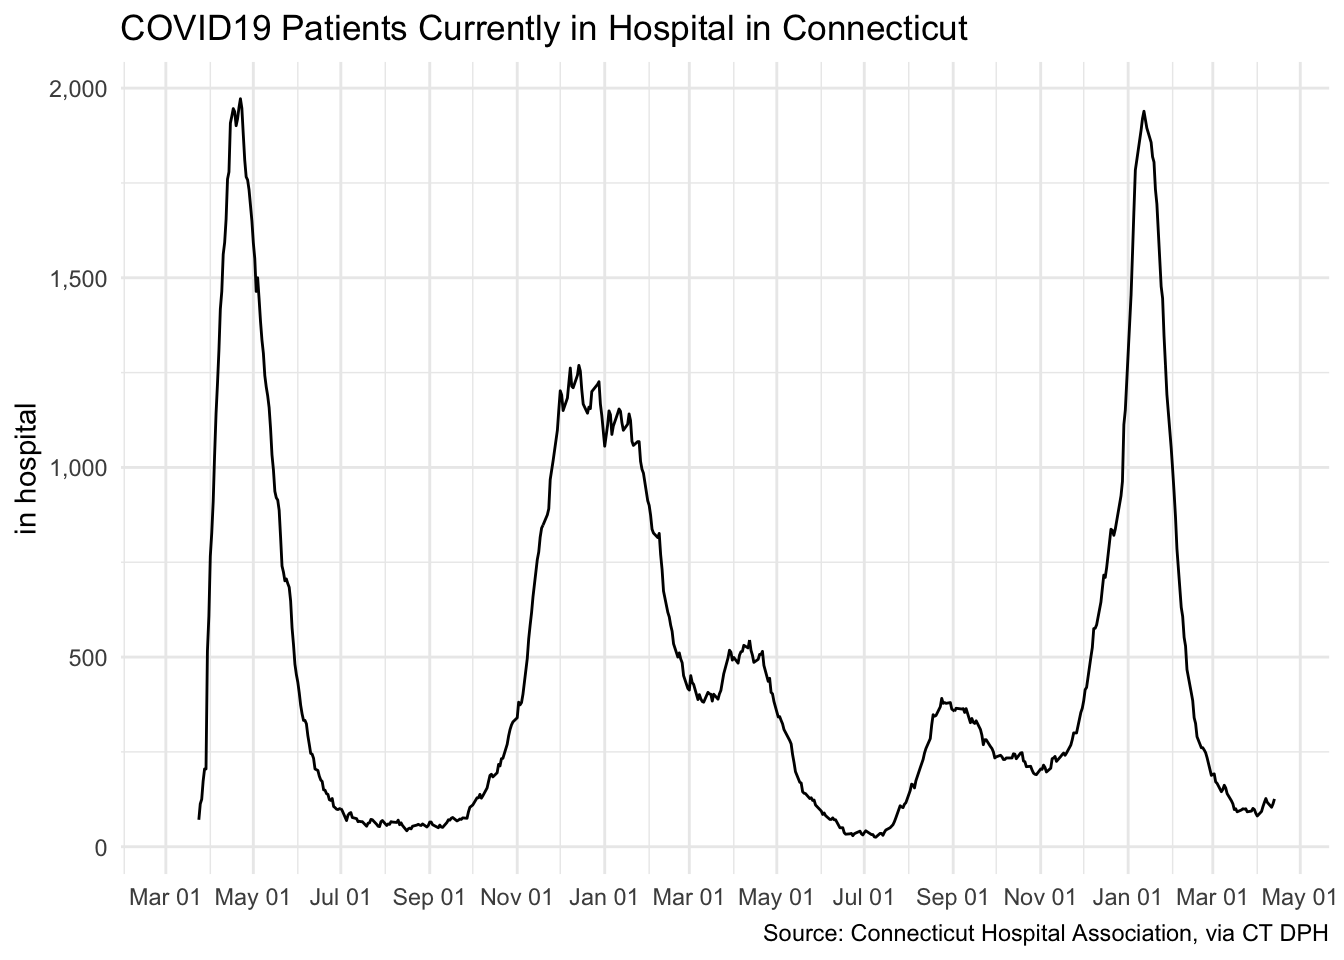 COVID19 Patients Currently in Hospital in Connecticut
2,000
1,500
1,000
500
0
in hospital
Mar 01 May 01 Jul 01 Sep 01 Nov 01 Jan 01 Mar 01 May 01 Jul 01 Sep 01 Nov 01 Jan 01 Mar 01 May 01
Source: Connecticut Hospital Association, via CT DPH